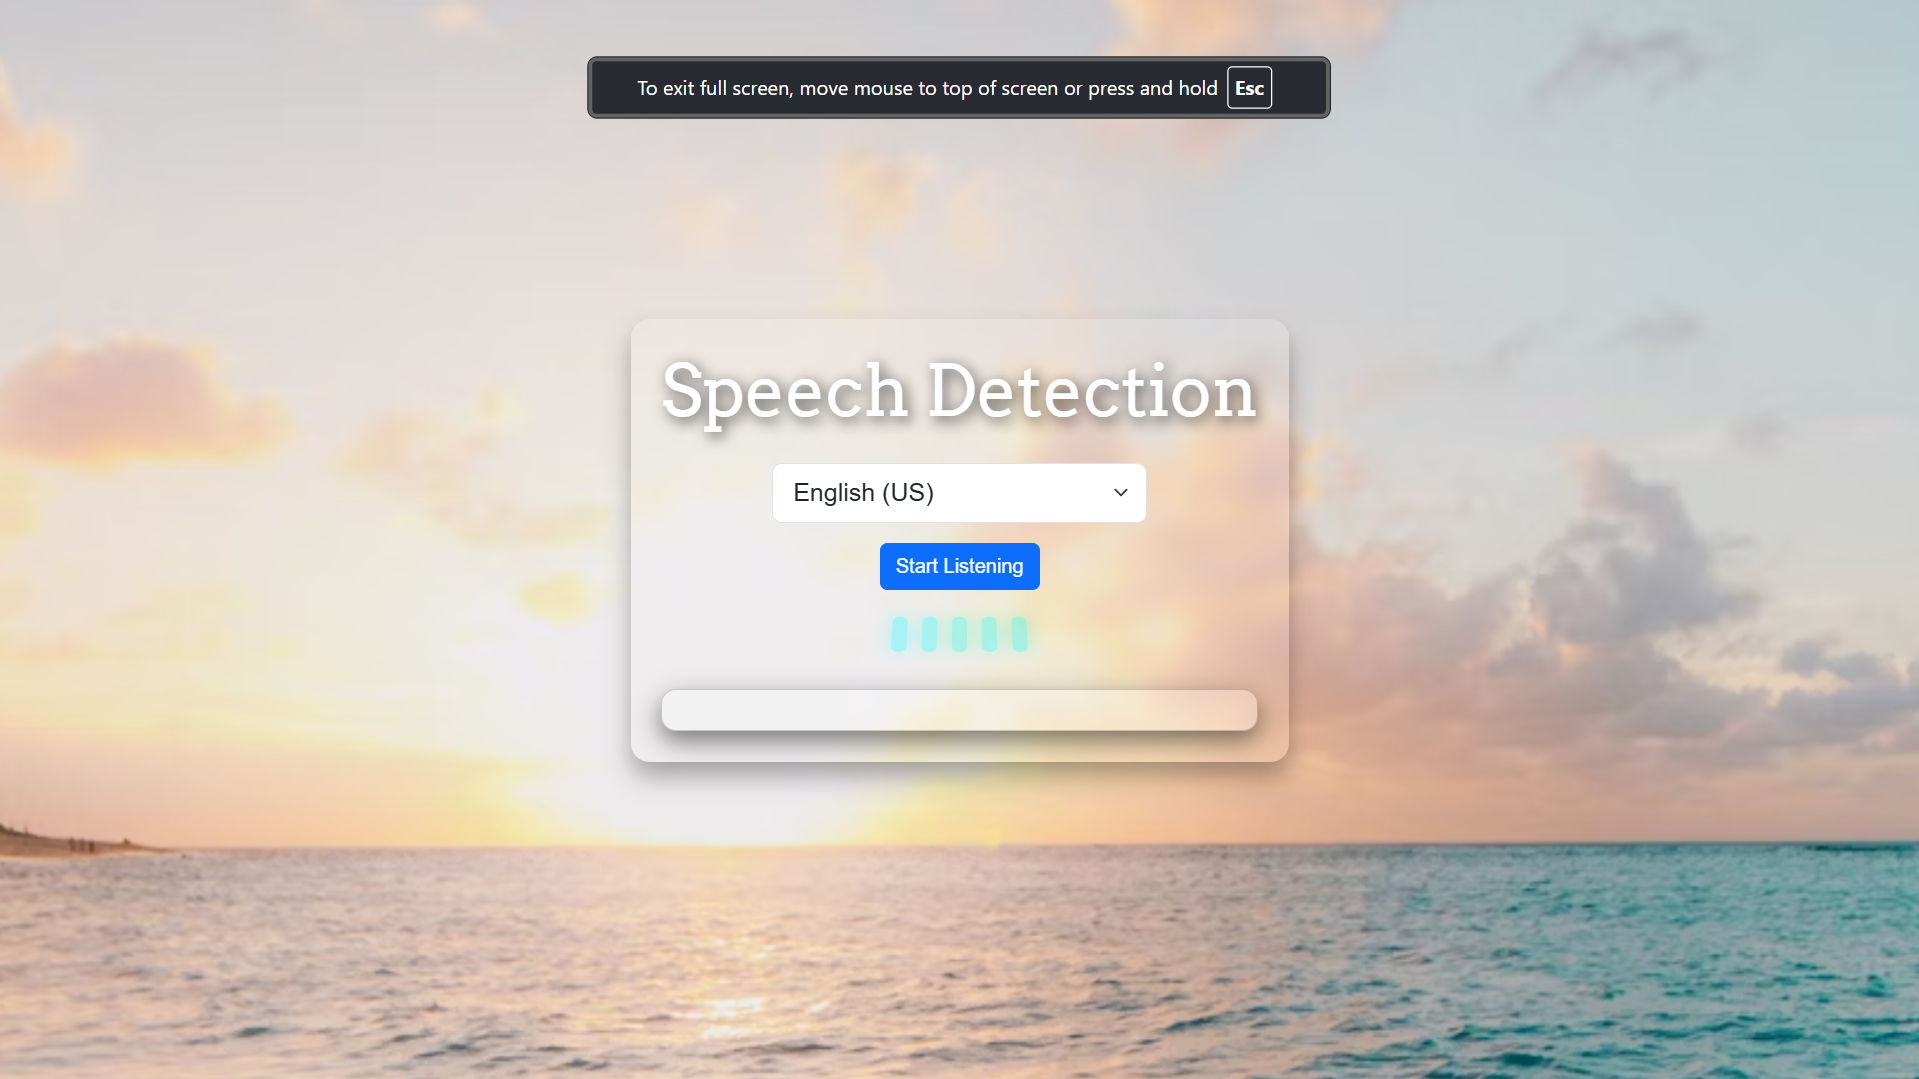 To exit full screen, move mouse to top of screen or press and hold Esc
Speech Detection
English (US)
Start Listening